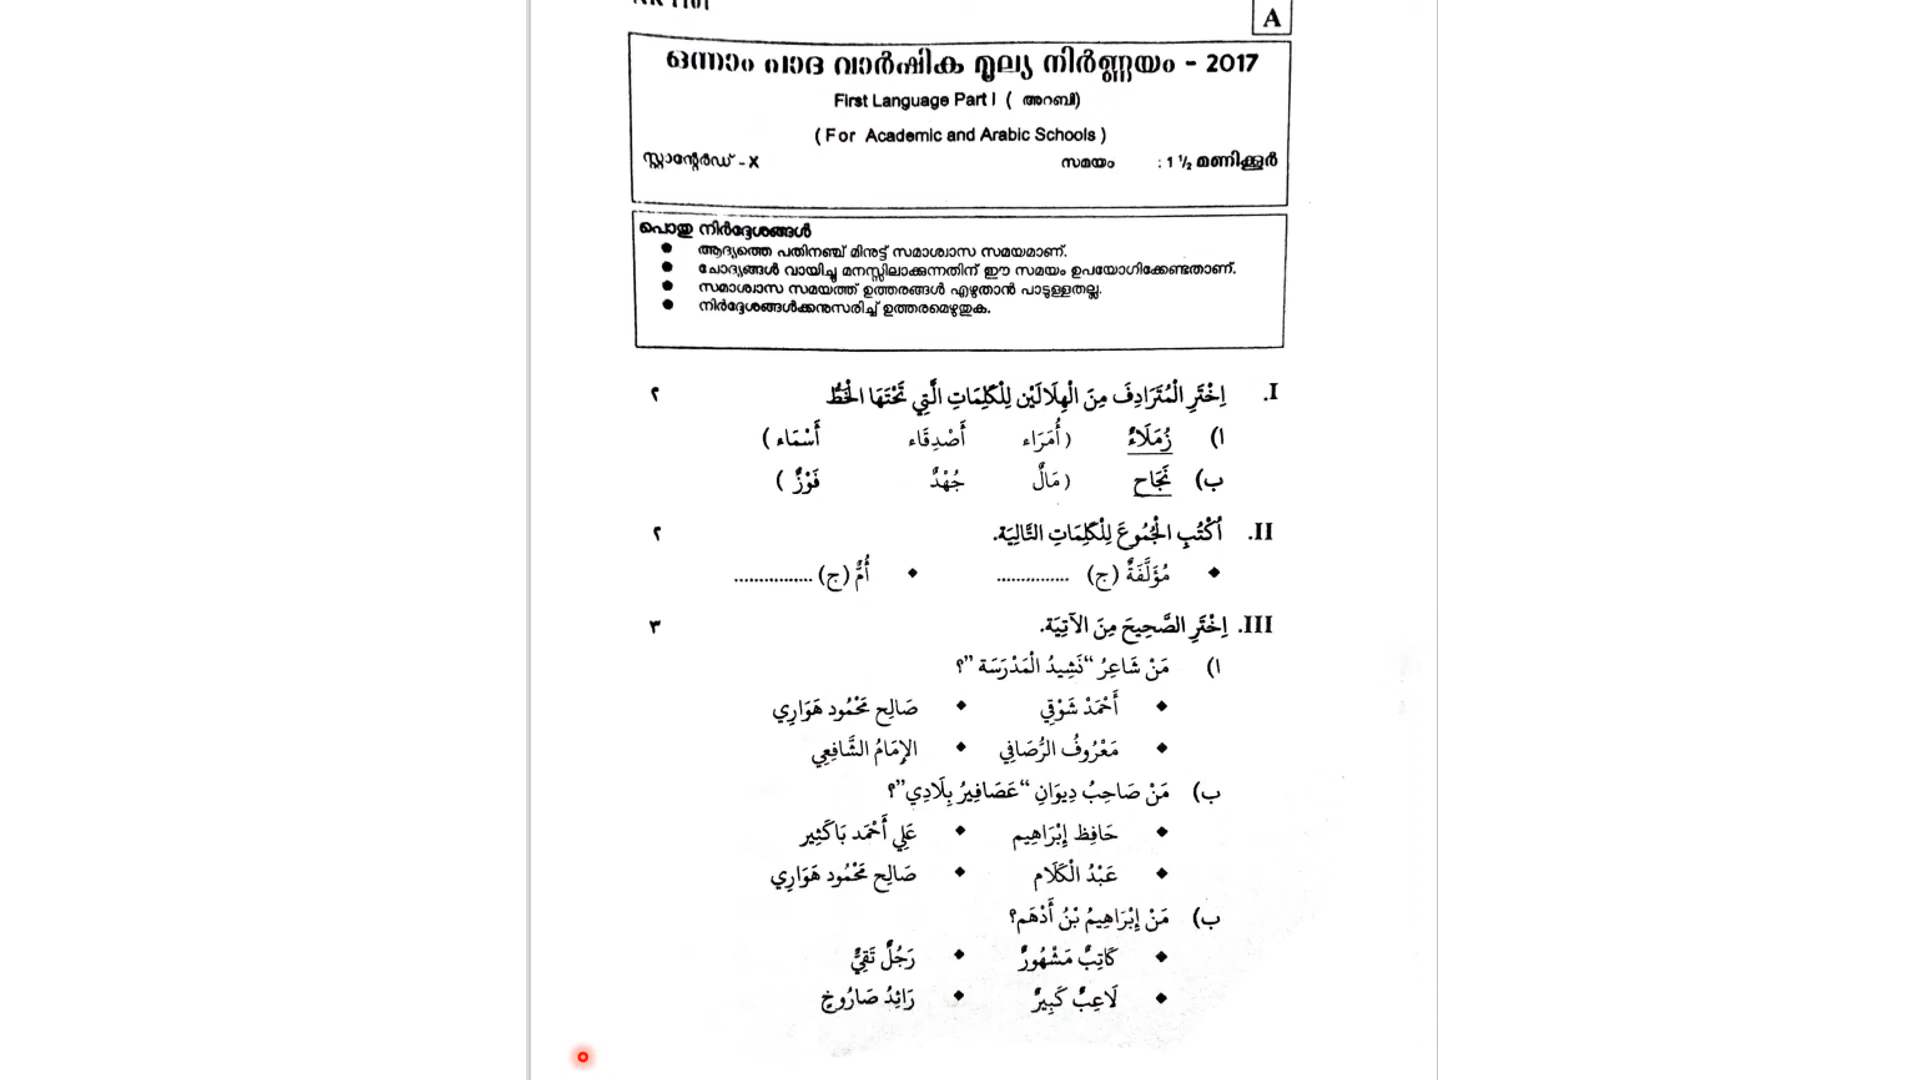 A
ഒന്നാം പാദ വാർഷിക മൂല്യ നിർണ്ണയം - 2017
First Language Part I ( അറബി)
( For Academic and Arabic Schools )
സ്റ്റാന്റേർഡ് - X സമയം : 1 ½ മണിക്കൂർ
പൊതു നിർദ്ദേശങ്ങൾ
● ആദ്യത്തെ പതിനഞ്ച് മിനുട്ട് സമാശ്വാസ സമയമാണ്.
● ചോദ്യങ്ങൾ വായിച്ചു മനസ്സിലാക്കുന്നതിന് ഈ സമയം ഉപയോഗിക്കേണ്ടതാണ്.
● സമാശ്വാസ സമയത്ത് ഉത്തരങ്ങൾ എഴുതാൻ പാടുള്ളതല്ല.
● നിർദ്ദേശങ്ങൾക്കനുസരിച്ച് ഉത്തരമെഴുതുക.
I. اِخْتَرِ الْمُتَرَادِفَ مِنَ الْهِلَالَيْنِ لِلْكَلِمَاتِ الَّتِي تَحْتَهَا الْخَطُّ ٢
ا) زُمَلَاءُ (أُمَرَاء أَصْدِقَاء أَسْمَاء )
ب) نَجَاح (مَالٌ جُهْدٌ فَوْزٌ )
II. اُكْتُبِ الْجُمُوعَ لِلْكَلِمَاتِ التَّالِيَة. ٢
♦ مُؤَلَّفَةٌ (ج) ............... ♦ أُمٌّ (ج) ................
III. اِخْتَرِ الصَّحِيحَ مِنَ الآتِيَة. ٣
ا) مَنْ شَاعِرُ “نَشِيدُ الْمَدْرَسَة ”؟
♦ أَحْمَدْ شَوْقِي ♦ صَالِح مَحْمُود هَوَارِي
♦ مَعْرُوفُ الرُّصَافِي ♦ الإِمَامُ الشَّافِعِي
ب) مَنْ صَاحِبُ دِيوَانِ “عَصَافِيرُ بِلَادِي”؟
♦ حَافِظ إِبْرَاهِيم ♦ عَلِي أَحْمَد بَاكَثِير
♦ عَبْدُ الْكَلَام ♦ صَالِح مَحْمُود هَوَارِي
ب) مَنْ إِبْرَاهِيمُ بْنُ أَدْهَم؟
♦ كَاتِبٌ مَشْهُورٌ ♦ رَجُلٌ تَقِيٌّ
♦ لَاعِبٌ كَبِيرٌ ♦ رَائِدُ صَارُوخٍ